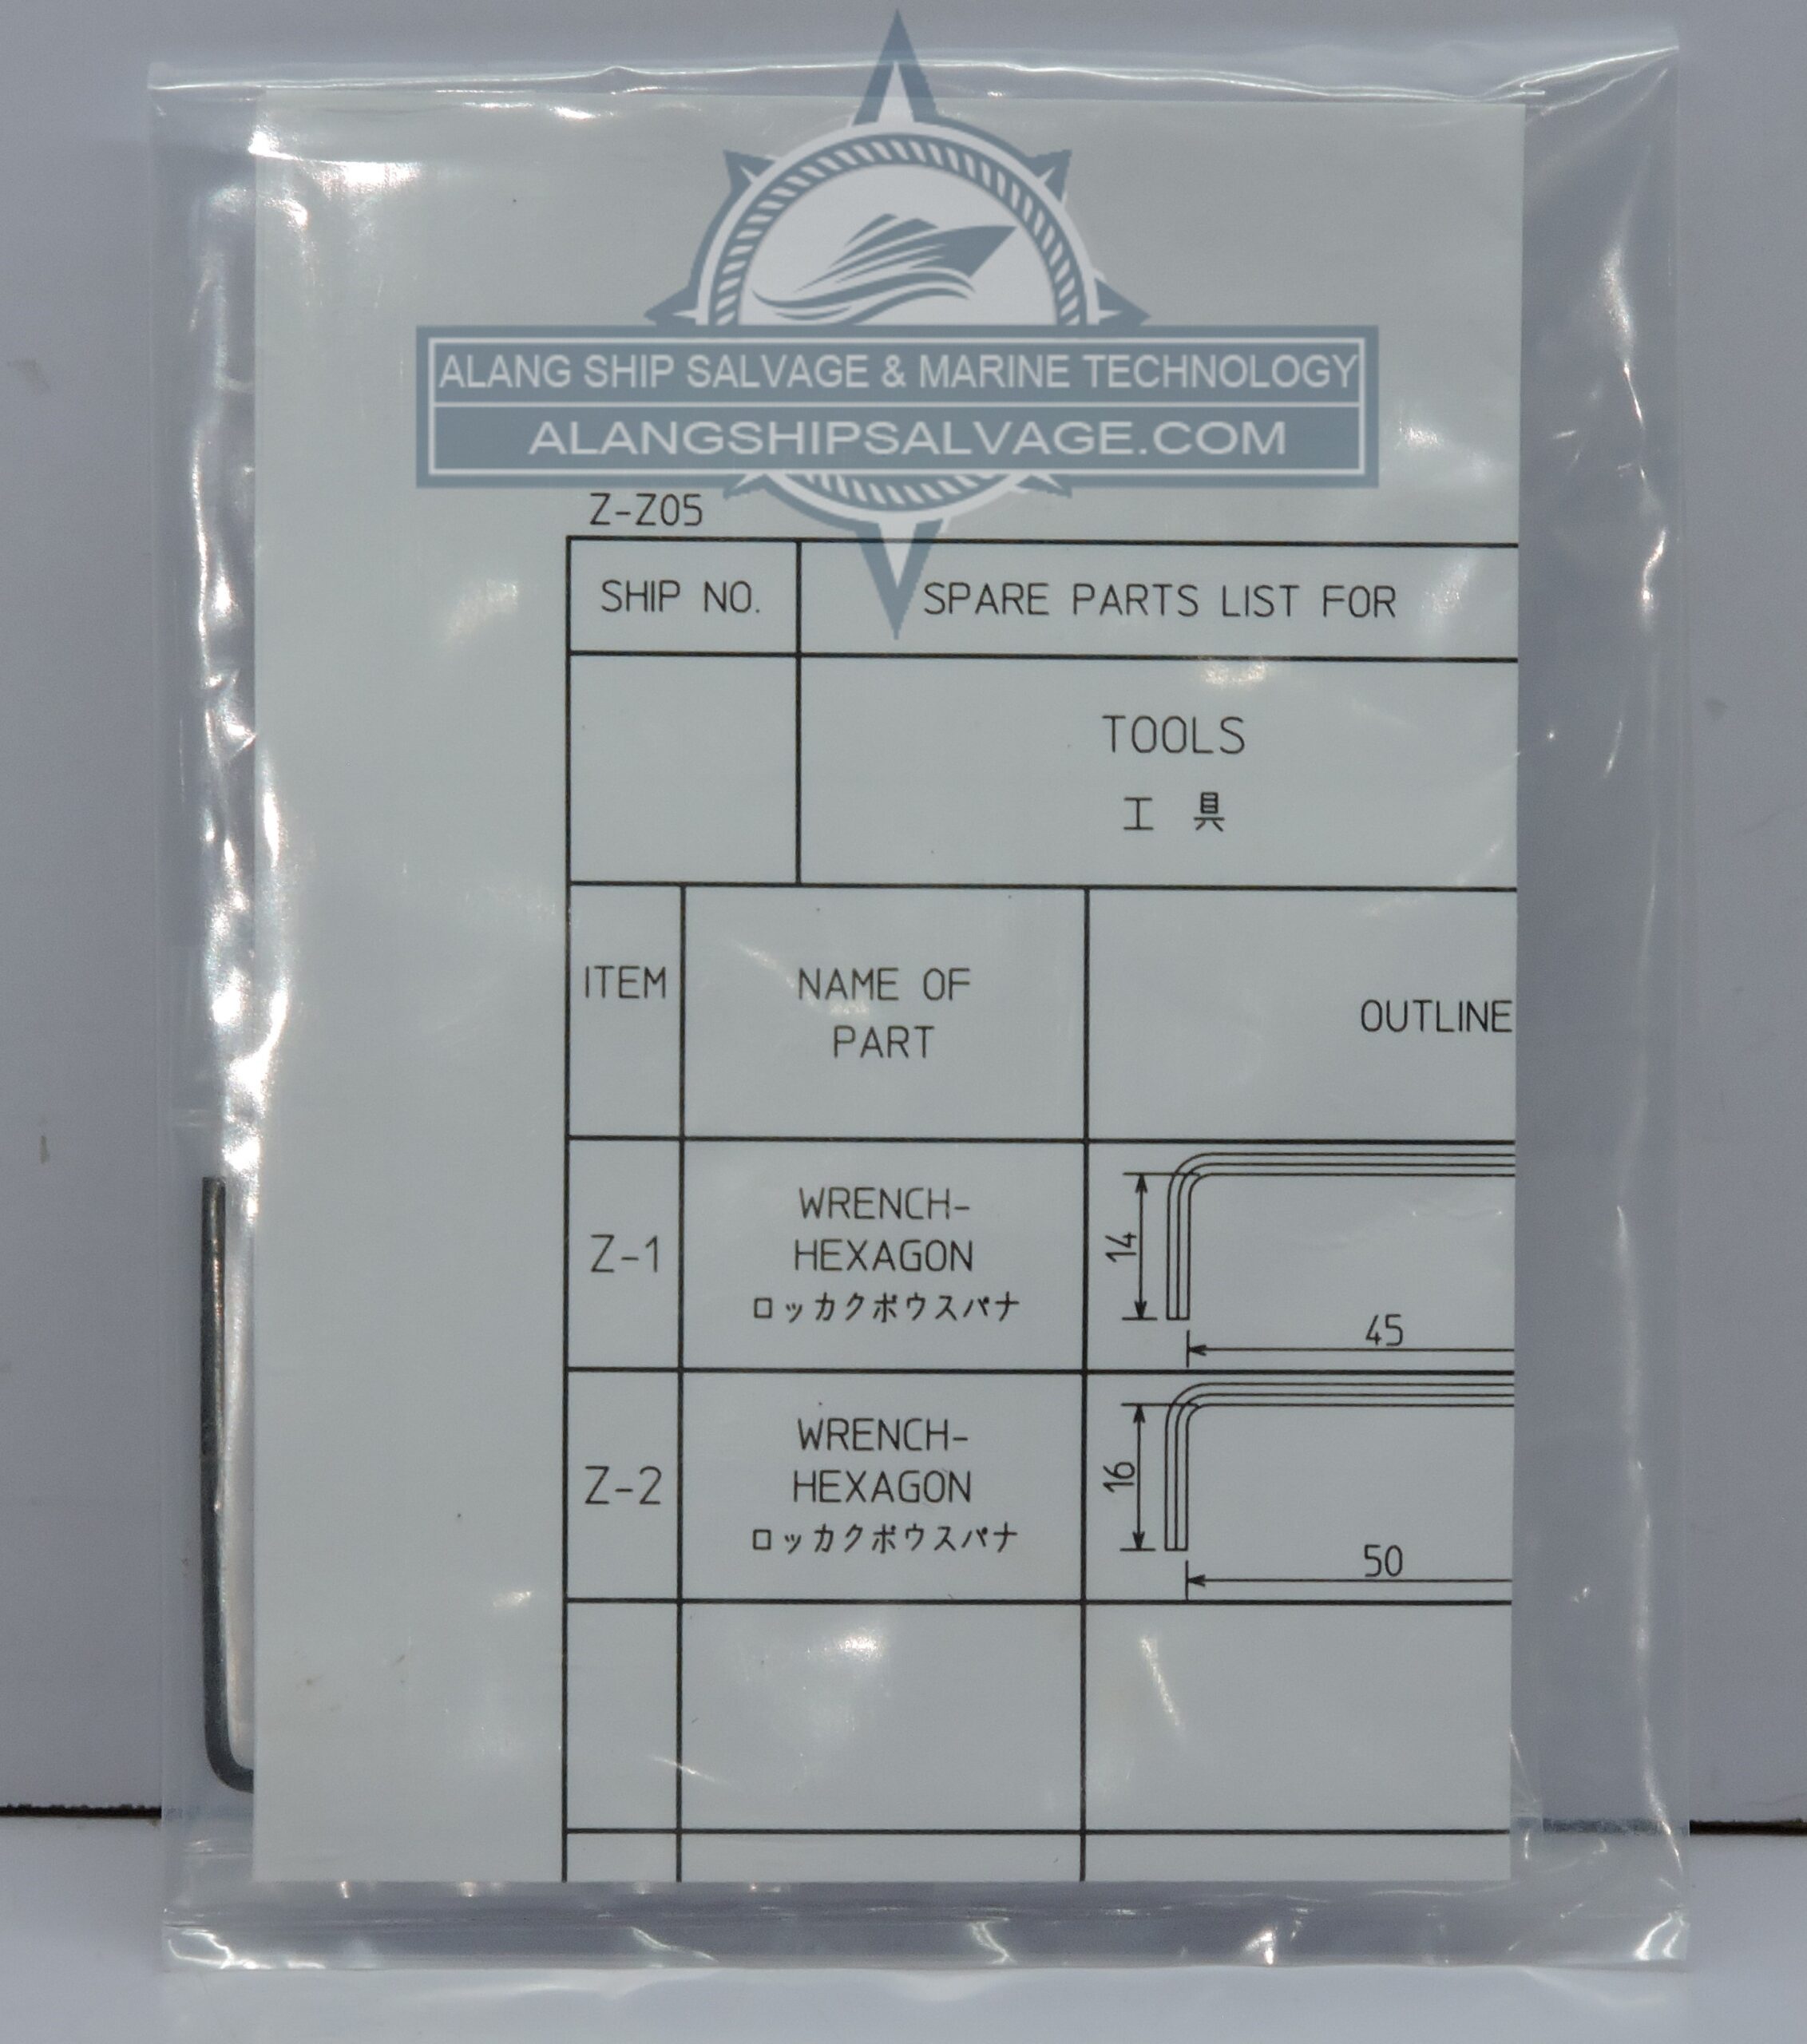 ALANG SHIP SALVAGE & MARINE TECHNOLOGY
ALANGSHIPSALVAGE.COM
Z-Z05
SHIP NO.
SPARE PARTS LIST FOR
TOOLS
工具
ITEM
NAME OF
PART
OUTLINE
Z-1
WRENCH-
HEXAGON
ロッカクボウスパナ
14
45
Z-2
WRENCH-
HEXAGON
ロッカクボウスパナ
16
50